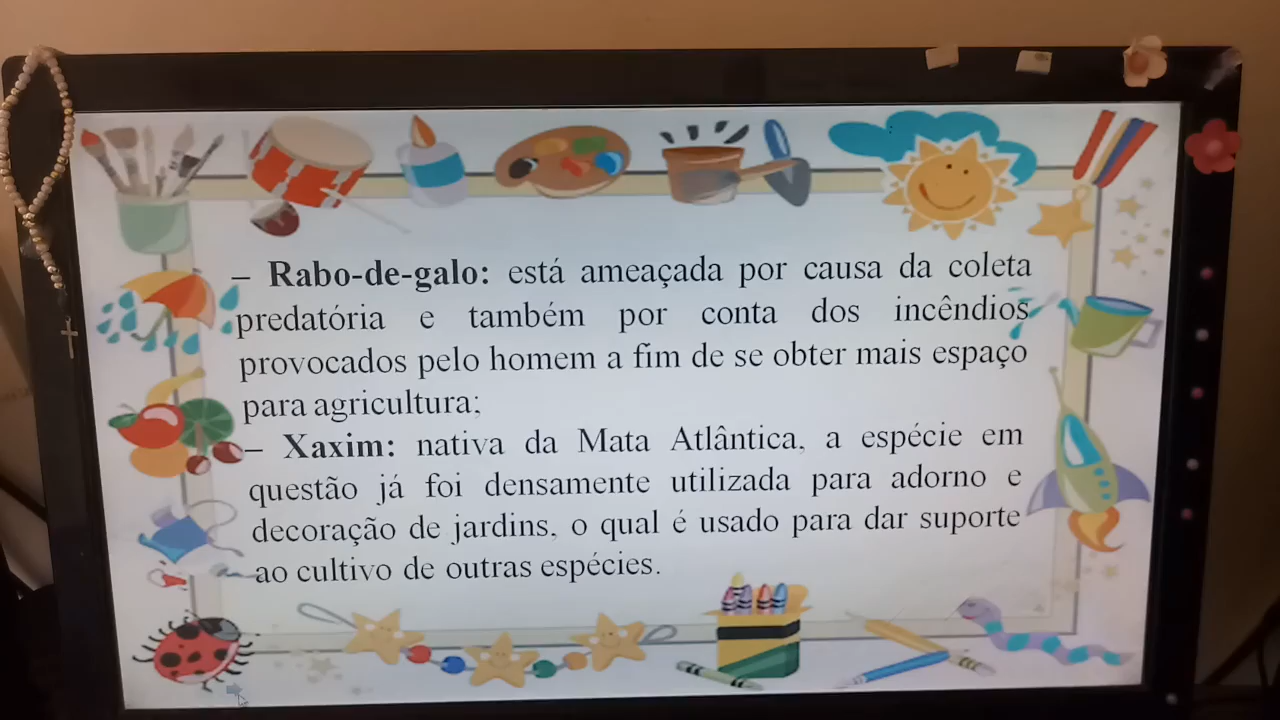 – Rabo-de-galo: está ameaçada por causa da coleta
predatória e também por conta dos incêndios
provocados pelo homem a fim de se obter mais espaço
para agricultura;
– Xaxim: nativa da Mata Atlântica, a espécie em
questão já foi densamente utilizada para adorno e
decoração de jardins, o qual é usado para dar suporte
ao cultivo de outras espécies.